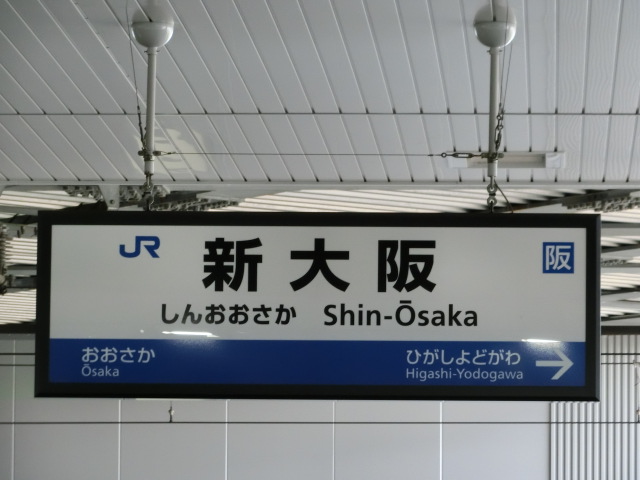 JR 新大阪 阪
しんおおさか Shin-Ōsaka
おおさか ひがしよどがわ
Ōsaka Higashi-Yodogawa